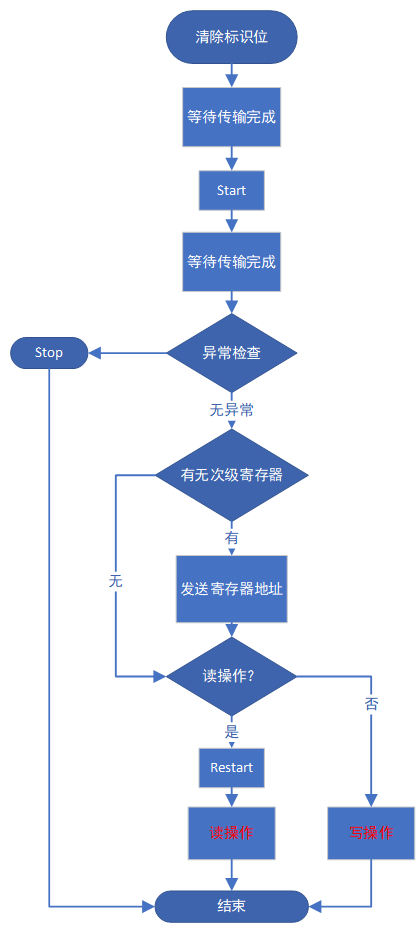 清除标识位
等待传输完成
Start
等待传输完成
异常检查
Stop
无异常
有无次级寄存器
有
无
发送寄存器地址
读操作?
否
是
Restart
读操作
写操作
结束